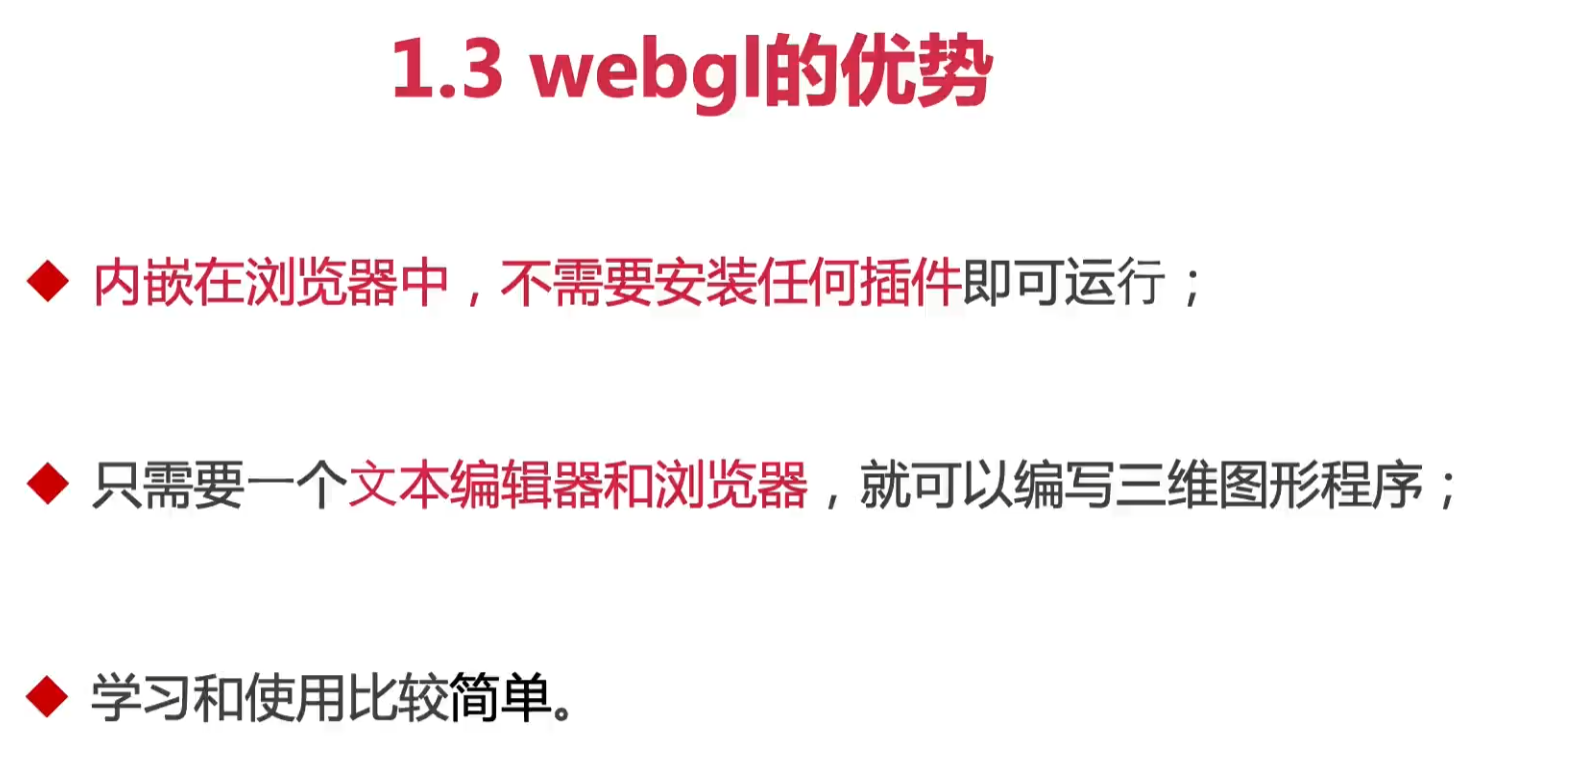 1.3 webgl的优势
内嵌在浏览器中，不需要安装任何插件即可运行；
只需要一个文本编辑器和浏览器，就可以编写三维图形程序；
学习和使用比较简单。